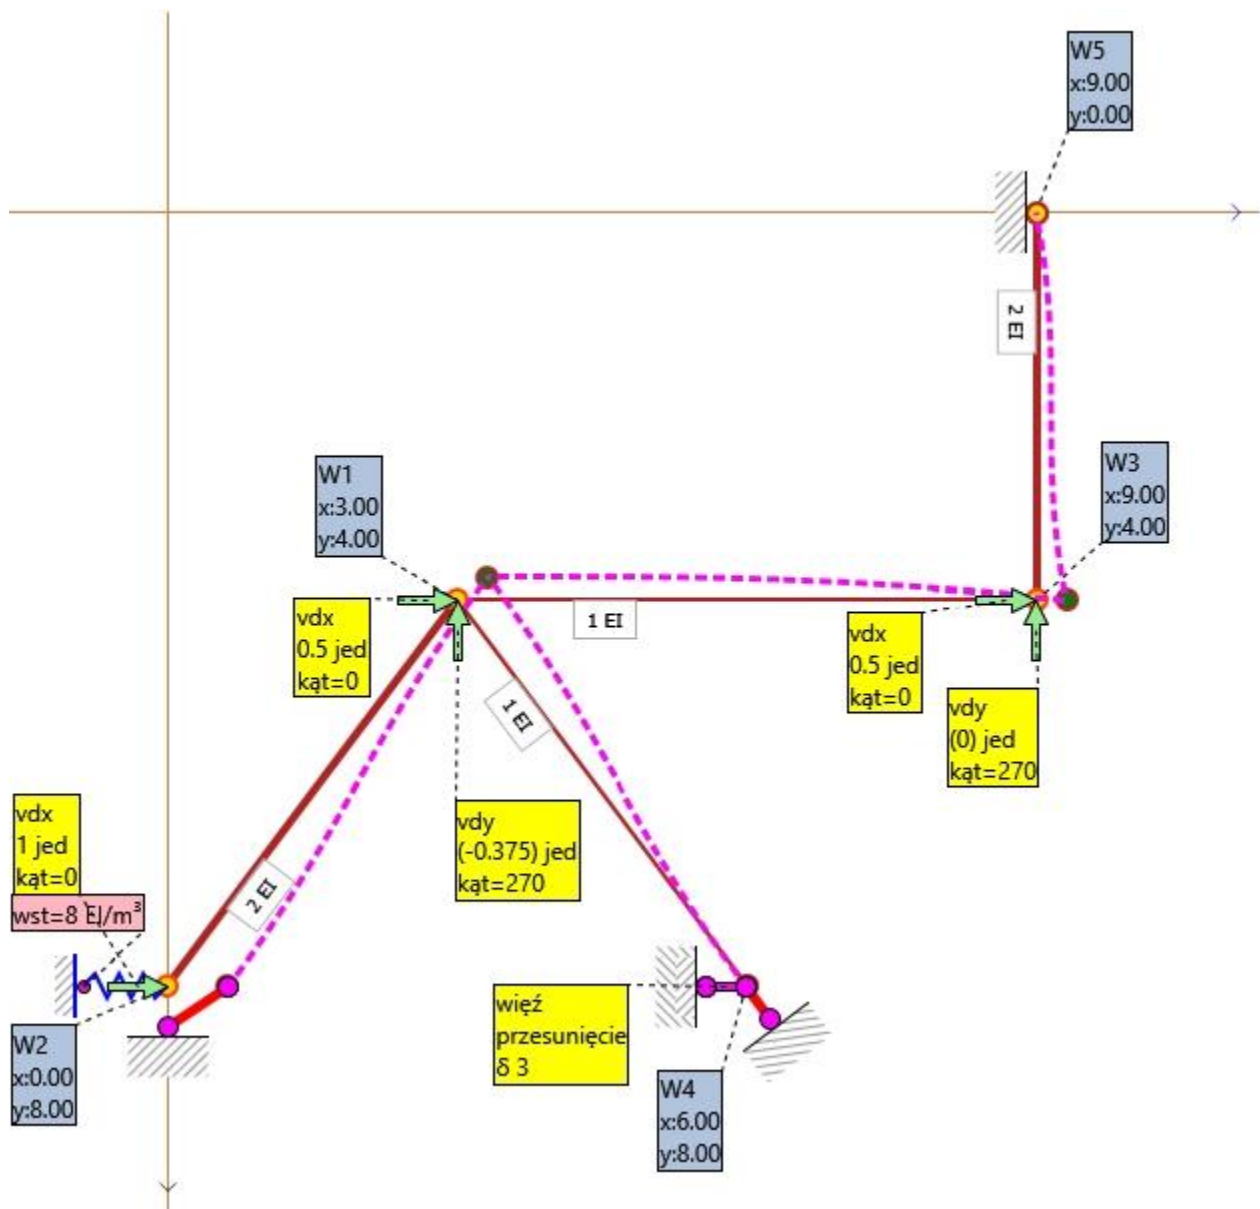 W5
x:9.00
y:0.00
2 EI
W1
x:3.00
y:4.00
W3
x:9.00
y:4.00
vdx
0.5 jed
kąt=0
1 EI
vdx
0.5 jed
kąt=0
1 EI
vdy
(0) jed
kąt=270
vdx
1 jed
kąt=0
vdy
(-0.375) jed
kąt=270
2 EI
wst=8 EJ/m³
więź
przesunięcie
δ 3
W2
x:0.00
y:8.00
W4
x:6.00
y:8.00